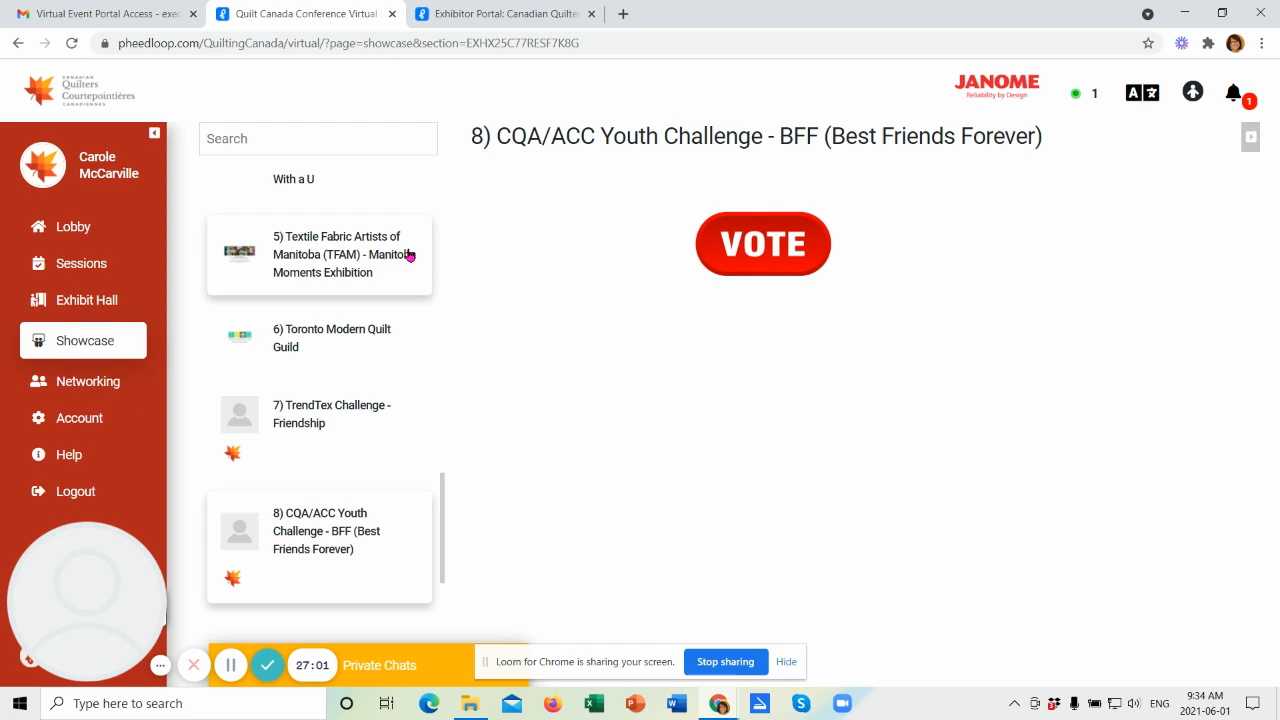 Virtual Event Portal Access - exec
Quilt Canada Conference Virtual
Exhibitor Portal: Canadian Quilte
pheedloop.com/QuiltingCanada/virtual/?page=showcase&section=EXHX25C77RESF7K8G
CANADIAN
Quilters
Courtepointières
CANADIENNES
JANOME
Reliability by Design
1
1
Carole
McCarville
Lobby
Sessions
Exhibit Hall
Showcase
Networking
Account
Help
Logout
Search
With a U
5) Textile Fabric Artists of
Manitoba (TFAM) - Manitoba
Moments Exhibition
6) Toronto Modern Quilt
Guild
7) TrendTex Challenge -
Friendship
8) CQA/ACC Youth
Challenge - BFF (Best
Friends Forever)
8) CQA/ACC Youth Challenge - BFF (Best Friends Forever)
VOTE
27:01
Private Chats
Loom for Chrome is sharing your screen.
Stop sharing
Hide
Type here to search
ENG
9:34 AM
2021-06-01